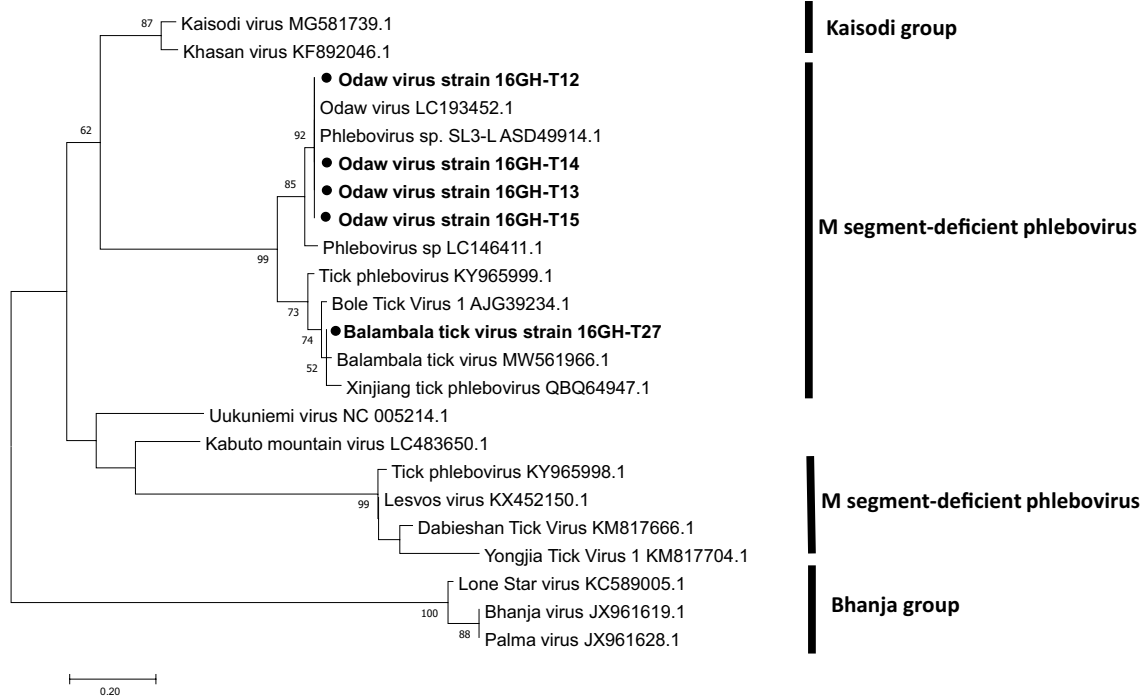 87
Kaisodi virus MG581739.1
Khasan virus KF892046.1
Kaisodi group
62
92
● Odaw virus strain 16GH-T12
Odaw virus LC193452.1
Phlebovirus sp. SL3-L ASD49914.1
● Odaw virus strain 16GH-T14
85
● Odaw virus strain 16GH-T13
● Odaw virus strain 16GH-T15
M segment-deficient phlebovirus
Phlebovirus sp LC146411.1
99
Tick phlebovirus KY965999.1
73
Bole Tick Virus 1 AJG39234.1
74
● Balambala tick virus strain 16GH-T27
52
Balambala tick virus MW561966.1
Xinjiang tick phlebovirus QBQ64947.1
Uukuniemi virus NC 005214.1
Kabuto mountain virus LC483650.1
Tick phlebovirus KY965998.1
99
Lesvos virus KX452150.1
M segment-deficient phlebovirus
Dabieshan Tick Virus KM817666.1
Yongjia Tick Virus 1 KM817704.1
Lone Star virus KC589005.1
100
Bhanja virus JX961619.1
Bhanja group
88
Palma virus JX961628.1
0.20